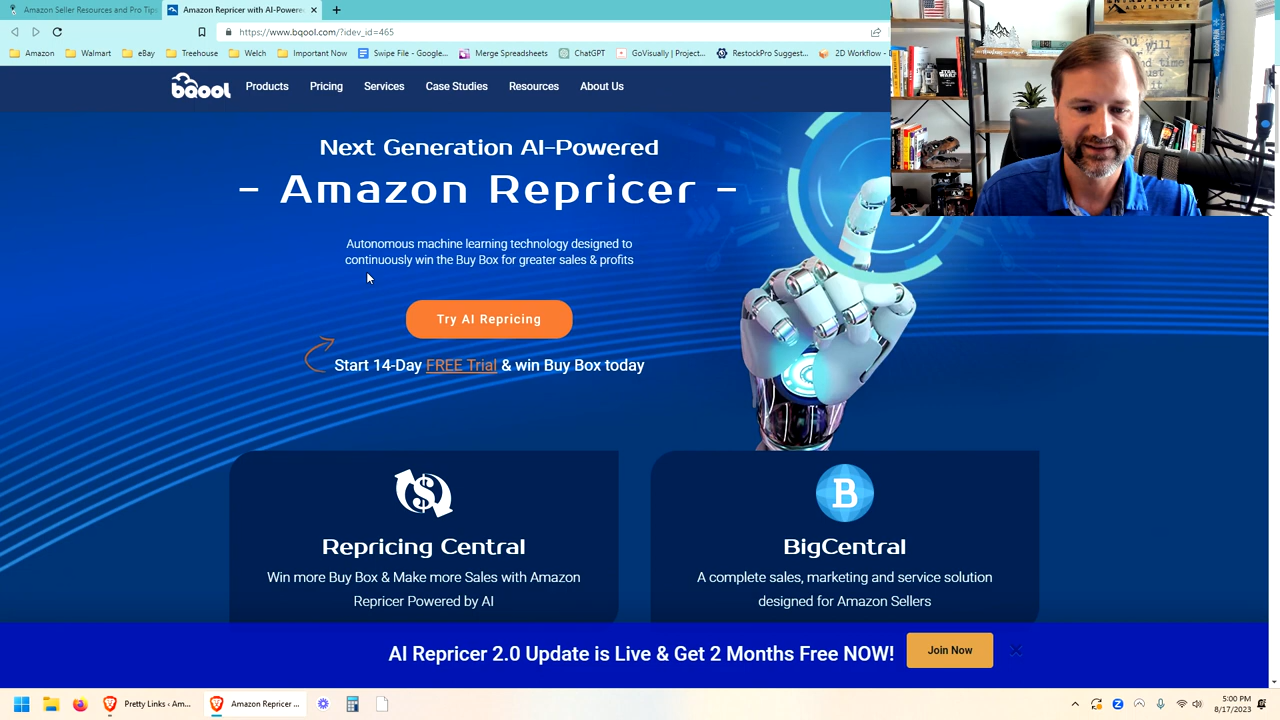 Amazon Seller Resources and Pro Tips
Amazon Repricer with AI-Powere
https://www.bqool.com/?idev_id=465
Amazon
Walmart
eBay
Treehouse
Welch
Important Now
Swipe File - Google...
Merge Spreadsheets
ChatGPT
GoVisually | Project...
RestockPro Suggest...
2D Workflow -
STAR WARS
bqool
Products
Pricing
Services
Case Studies
Resources
About Us
Next Generation AI-Powered
- Amazon Repricer -
Autonomous machine learning technology designed to
continuously win the Buy Box for greater sales & profits
Try AI Repricing
Start 14-Day FREE Trial & win Buy Box today
Repricing Central
Win more Buy Box & Make more Sales with Amazon
Repricer Powered by AI
B
BigCentral
A complete sales, marketing and service solution
designed for Amazon Sellers
AI Repricer 2.0 Update is Live & Get 2 Months Free NOW!
Join Now
Pretty Links ‹ Am...
Amazon Repricer ...
5:00 PM
8/17/2023